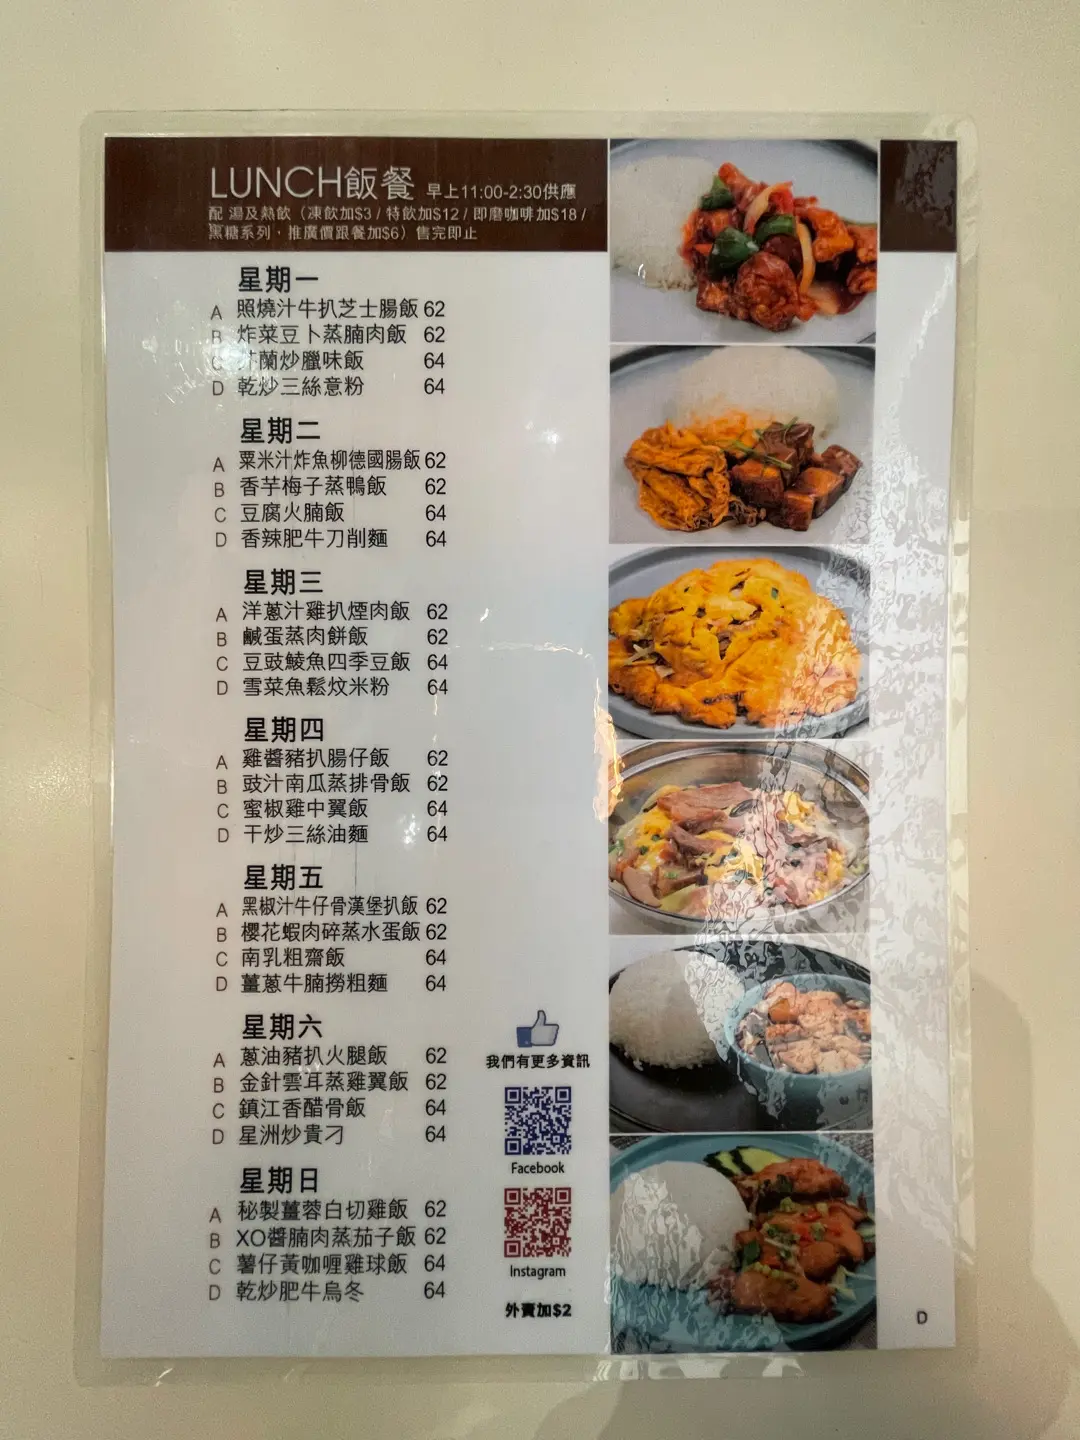 LUNCH飯餐 早上11:00-2:30供應
配 湯及熱飲（凍飲加$3 / 特飲加$12 / 即磨咖啡加$18 /
黑糖系列，推廣價跟餐加$6）售完即止
星期一
A 照燒汁牛扒芝士腸飯 62
B 炸菜豆卜蒸腩肉飯 62
C 芥蘭炒臘味飯 64
D 乾炒三絲意粉 64
星期二
A 粟米汁炸魚柳德國腸飯 62
B 香芋梅子蒸鴨飯 62
C 豆腐火腩飯 64
D 香辣肥牛刀削麵 64
星期三
A 洋蔥汁雞扒煙肉飯 62
B 鹹蛋蒸肉餅飯 62
C 豆豉鯪魚四季豆飯 64
D 雪菜魚鬆炆米粉 64
星期四
A 雞醬豬扒腸仔飯 62
B 豉汁南瓜蒸排骨飯 62
C 蜜椒雞中翼飯 64
D 干炒三絲油麵 64
星期五
A 黑椒汁牛仔骨漢堡扒飯 62
B 櫻花蝦肉碎蒸水蛋飯 62
C 南乳粗齋飯 64
D 薑蔥牛腩撈粗麵 64
星期六
A 蔥油豬扒火腿飯 62
B 金針雲耳蒸雞翼飯 62
C 鎮江香醋骨飯 64
D 星洲炒貴刁 64
星期日
A 秘製薑蓉白切雞飯 62
B XO醬腩肉蒸茄子飯 62
C 薯仔黃咖喱雞球飯 64
D 乾炒肥牛烏冬 64
我們有更多資訊
Facebook
Instagram
外賣加$2
D